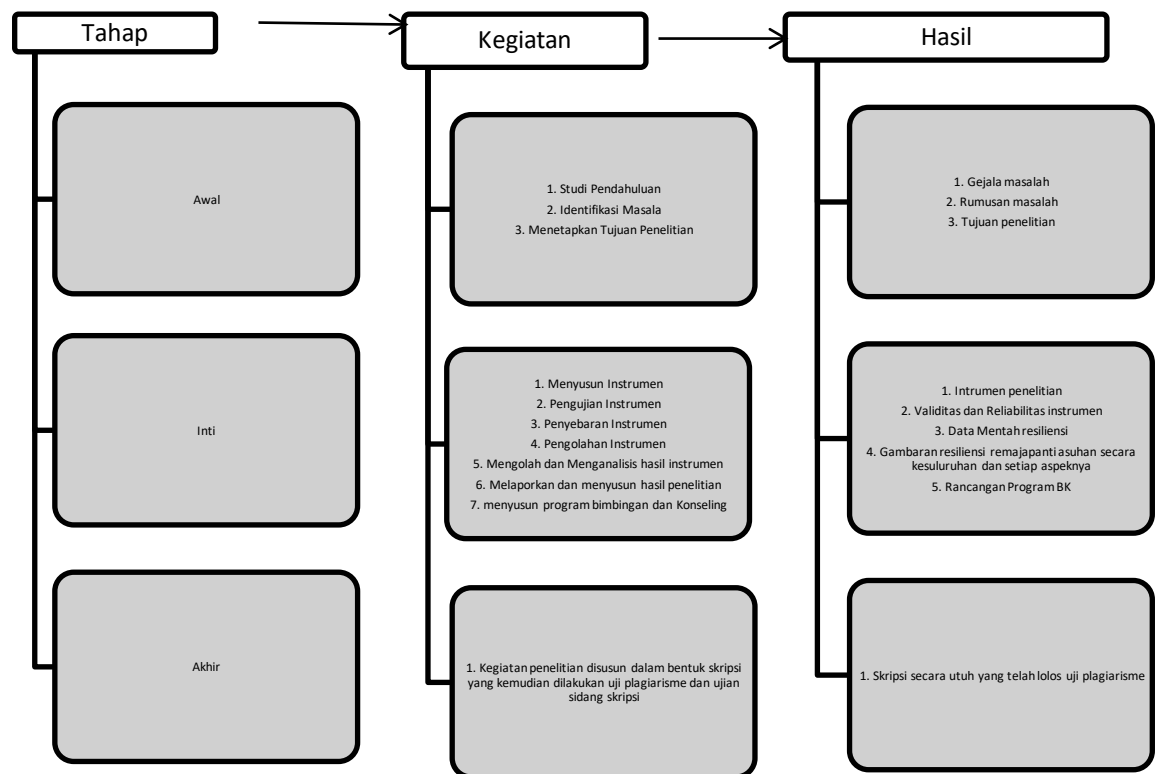 Tahap
Kegiatan
Hasil
Awal
1. Studi Pendahuluan
2. Identifikasi Masala
3. Menetapkan Tujuan Penelitian
1. Gejala masalah
2. Rumusan masalah
3. Tujuan penelitian
Inti
1. Menyusun Instrumen
2. Pengujian Instrumen
3. Penyebaran Instrumen
4. Pengolahan Instrumen
5. Mengolah dan Menganalisis hasil instrumen
6. Melaporkan dan menyusun hasil penelitian
7. menyusun program bimbingan dan Konseling
1. Intrumen penelitian
2. Validitas dan Reliabilitas instrumen
3. Data Mentah resiliensi
4. Gambaran resiliensi remajapanti asuhan secara
kesuluruhan dan setiap aspeknya
5. Rancangan Program BK
Akhir
1. Kegiatan penelitian disusun dalam bentuk skripsi
yang kemudian dilakukan uji plagiarisme dan ujian
sidang skripsi
1. Skripsi secara utuh yang telah lolos uji plagiarisme